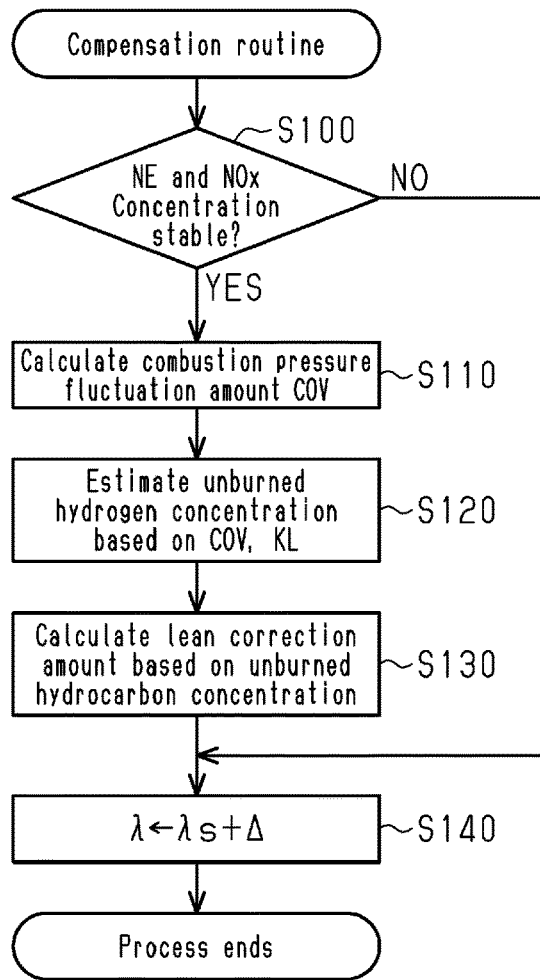 Compensation routine
S100
NE and NOx
Concentration
stable?
NO
YES
Calculate combustion pressure
fluctuation amount COV
S110
Estimate unburned
hydrogen concentration
based on COV, KL
S120
Calculate lean correction
amount based on unburned
hydrocarbon concentration
S130
λ←λs+Δ
S140
Process ends